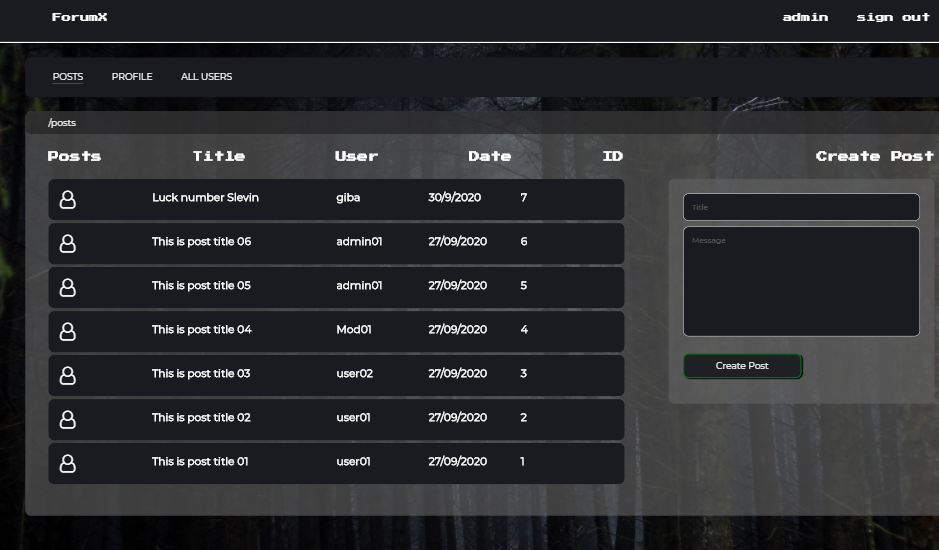 ForumX admin sign out
POSTS PROFILE ALL USERS
/posts
Posts Title User Date ID Create Post
Luck number Slevin giba 30/9/2020 7
Title
This is post title 06 admin01 27/09/2020 6
Message
This is post title 05 admin01 27/09/2020 5
This is post title 04 Mod01 27/09/2020 4
This is post title 03 user02 27/09/2020 3
Create Post
This is post title 02 user01 27/09/2020 2
This is post title 01 user01 27/09/2020 1